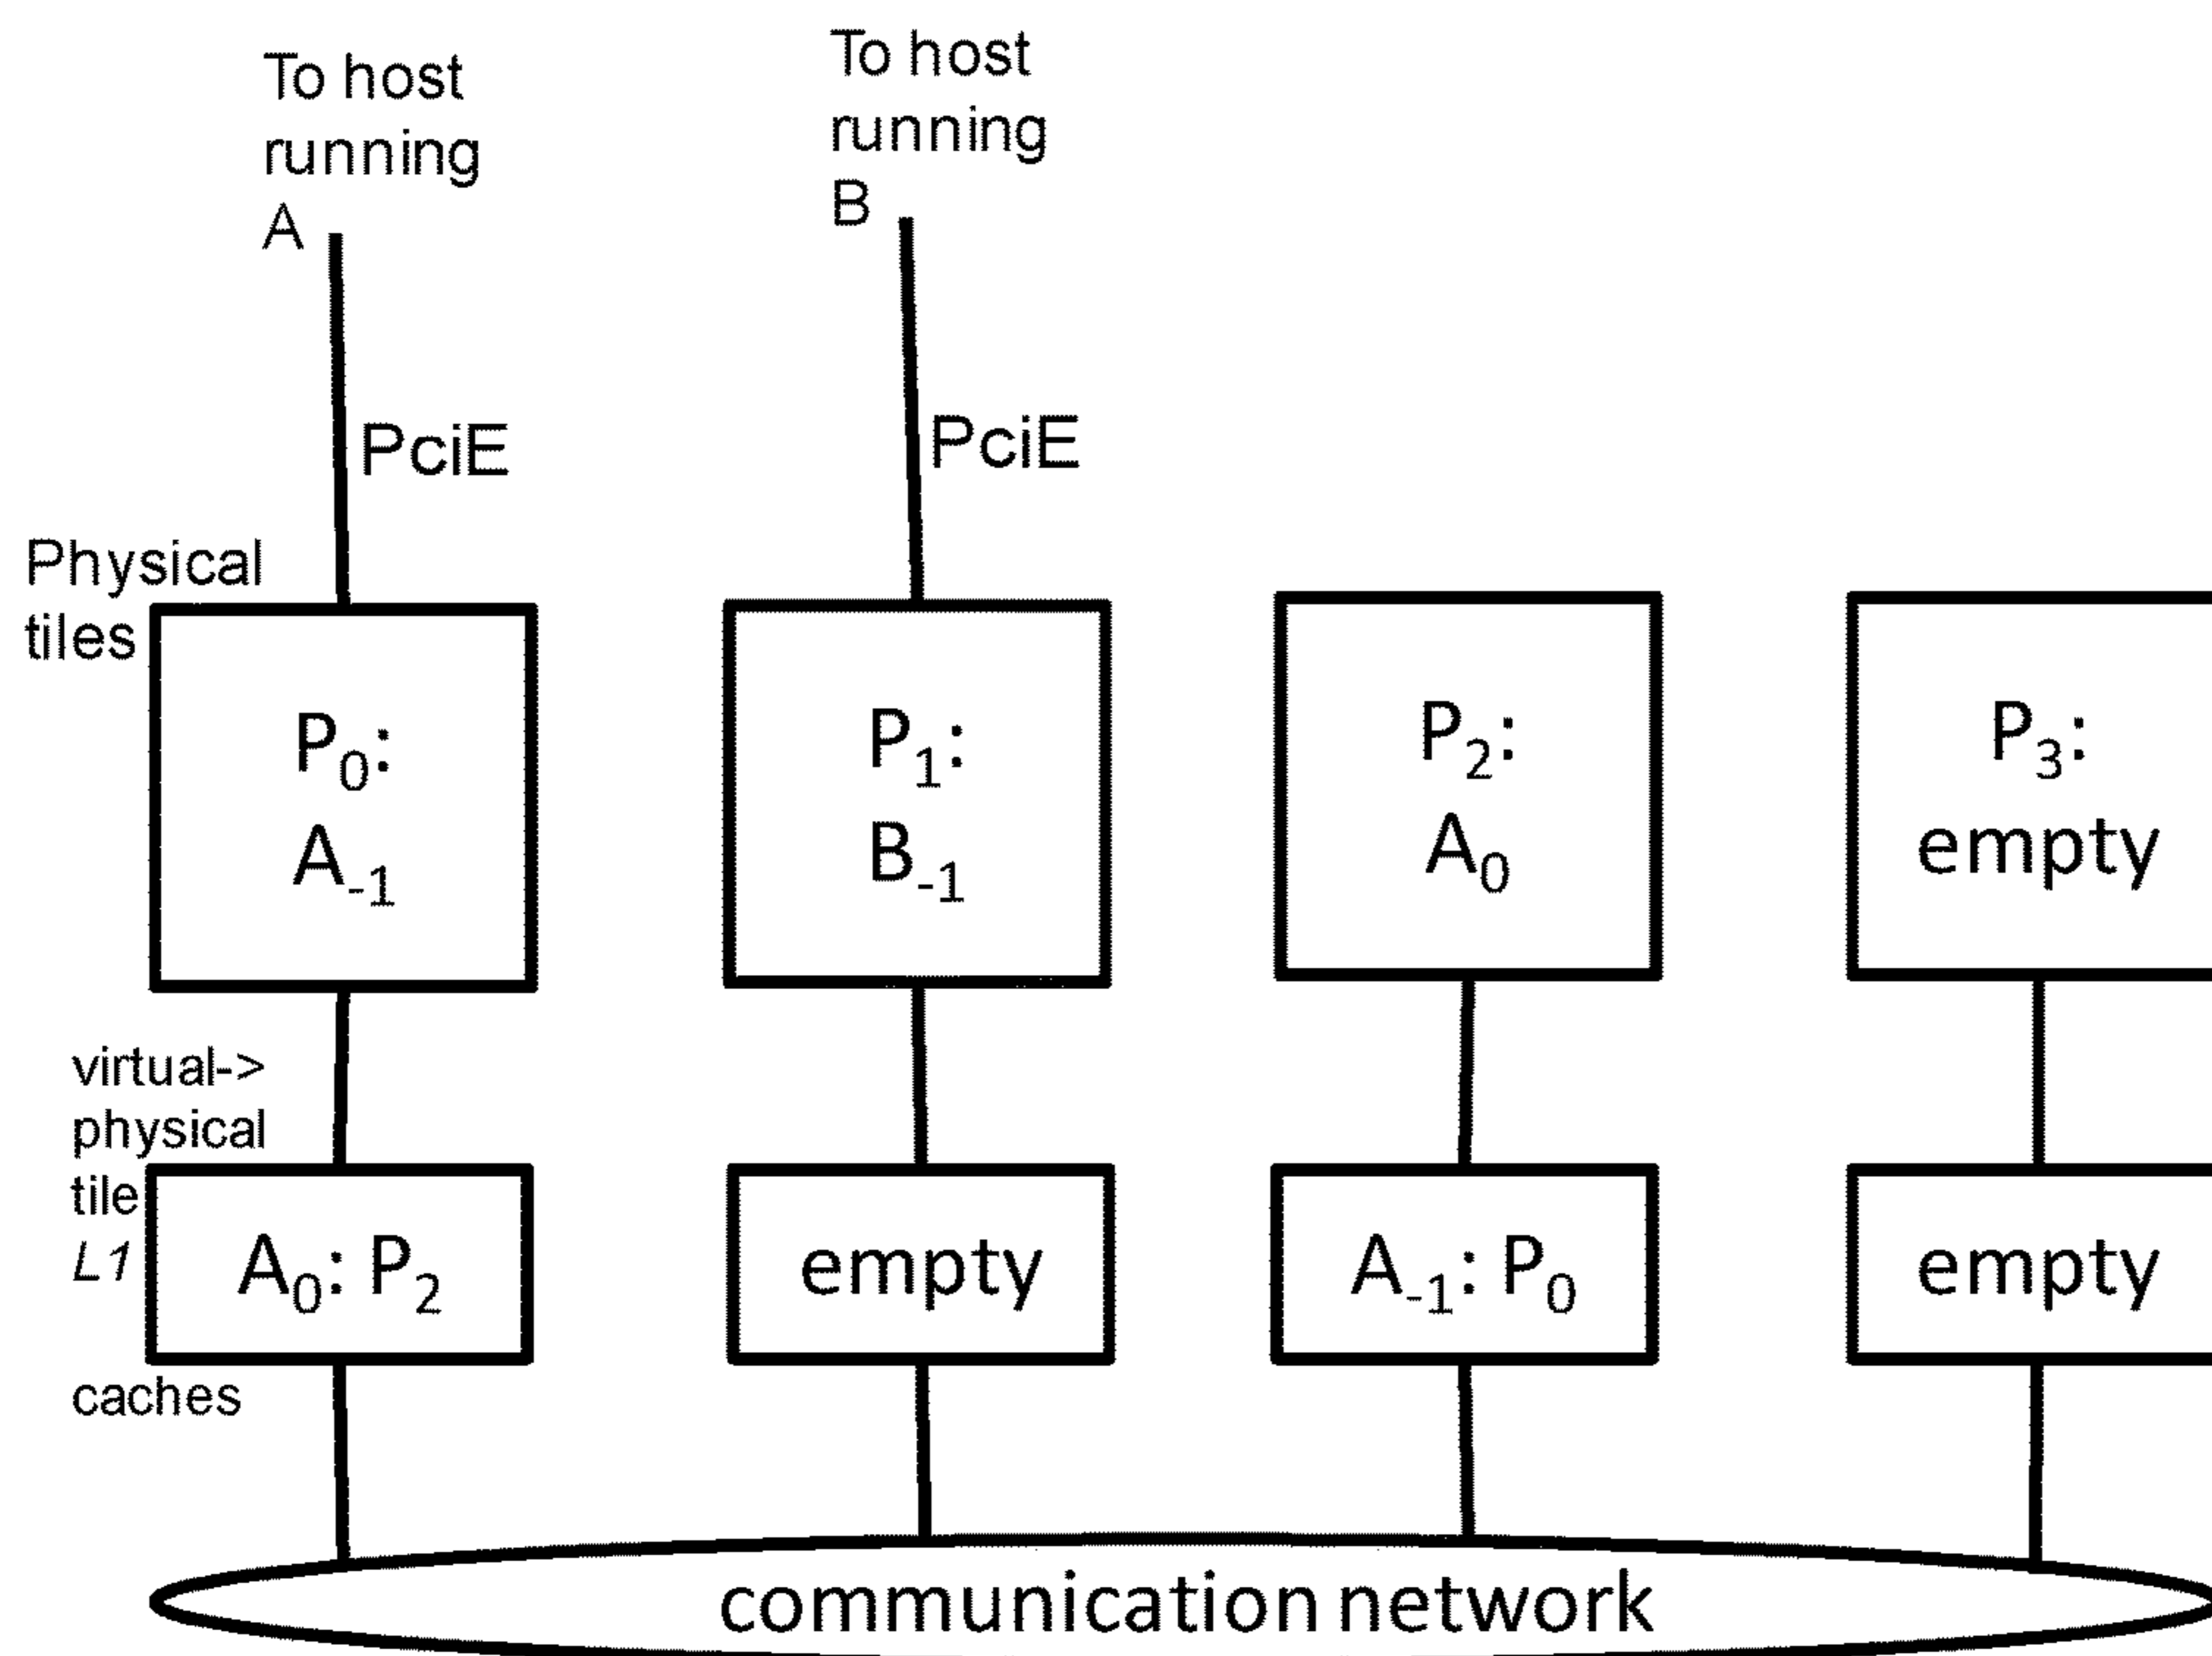 To host
running
A
To host
running
B
PciE
PciE
Physical
tiles
P₀:
A₋₁
P₁:
B₋₁
P₂:
A₀
P₃:
empty
virtual->
physical
tile
L1
caches
A₀: P₂
empty
A₋₁: P₀
empty
communication network